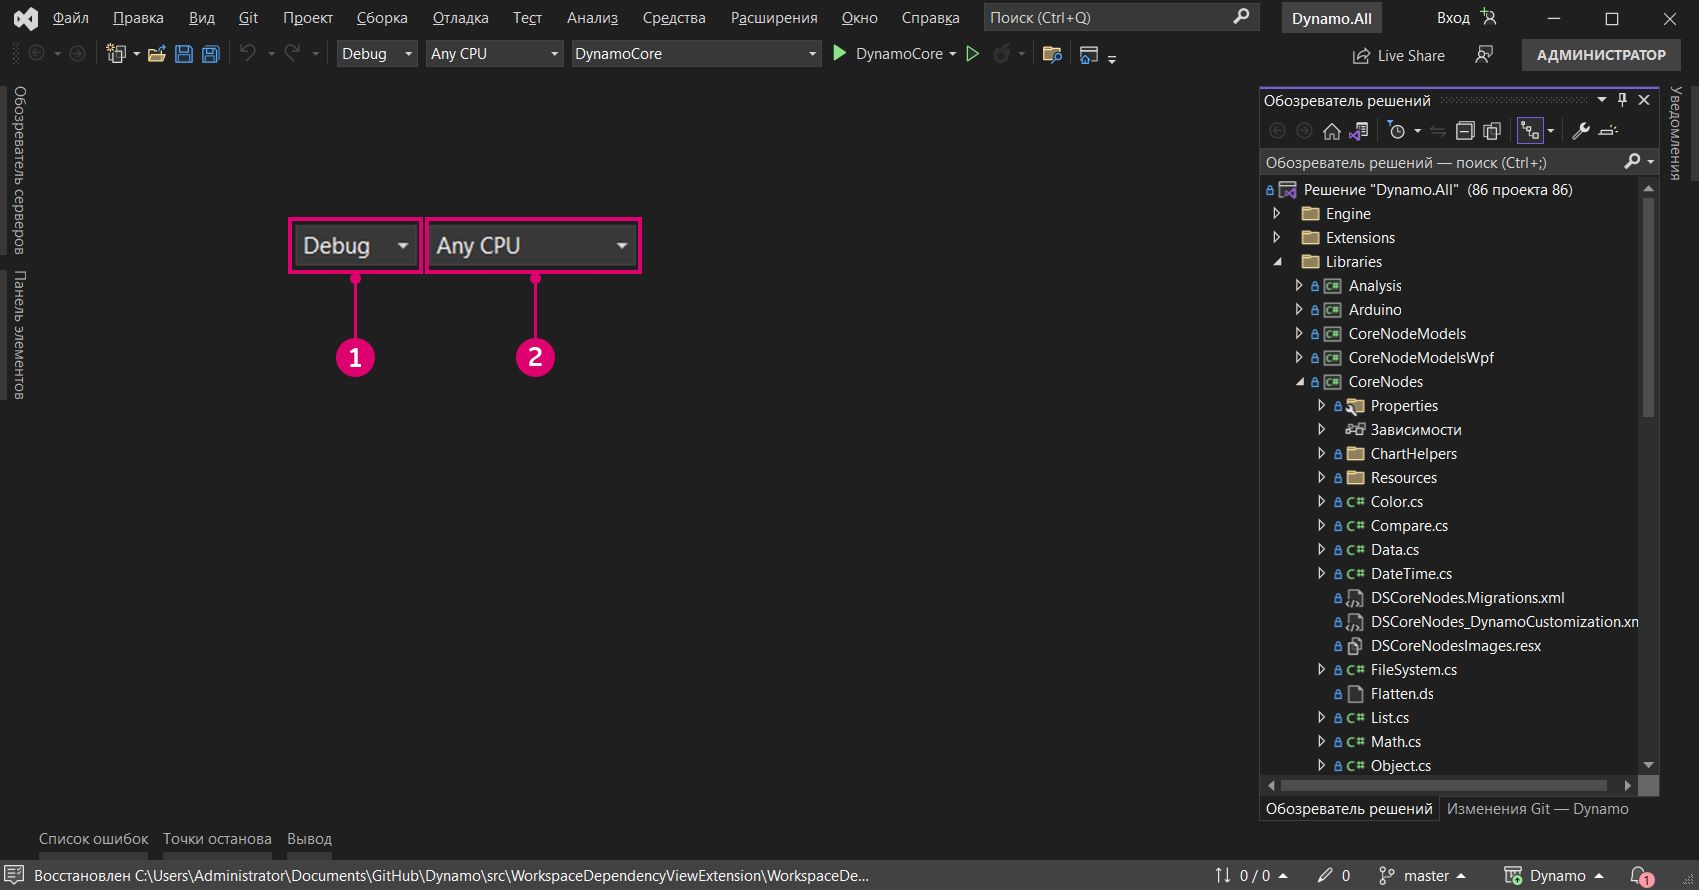 Файл Правка Вид Git Проект Сборка Отладка Тест Анализ Средства Расширения Окно Справка Поиск (Ctrl+Q) Dynamo.All Вход
Debug Any CPU DynamoCore DynamoCore Live Share АДМИНИСТРАТОР
Обозреватель серверов
Панель элементов
Debug Any CPU
1 2
Обозреватель решений
Обозреватель решений — поиск (Ctrl+;)
Решение "Dynamo.All" (86 проекта 86)
Engine
Extensions
Libraries
C# Analysis
C# Arduino
C# CoreNodeModels
C# CoreNodeModelsWpf
C# CoreNodes
Properties
Зависимости
ChartHelpers
Resources
C# Color.cs
C# Compare.cs
C# Data.cs
C# DateTime.cs
DSCoreNodes.Migrations.xml
DSCoreNodes_DynamoCustomization.xm
DSCoreNodesImages.resx
C# FileSystem.cs
Flatten.ds
C# List.cs
C# Math.cs
C# Object.cs
Обозреватель решений Изменения Git — Dynamo
Уведомления
Список ошибок Точки останова Вывод
Восстановлен C:\Users\Administrator\Documents\GitHub\Dynamo\src\WorkspaceDependencyViewExtension\WorkspaceDe... 0 / 0 0 master Dynamo 1